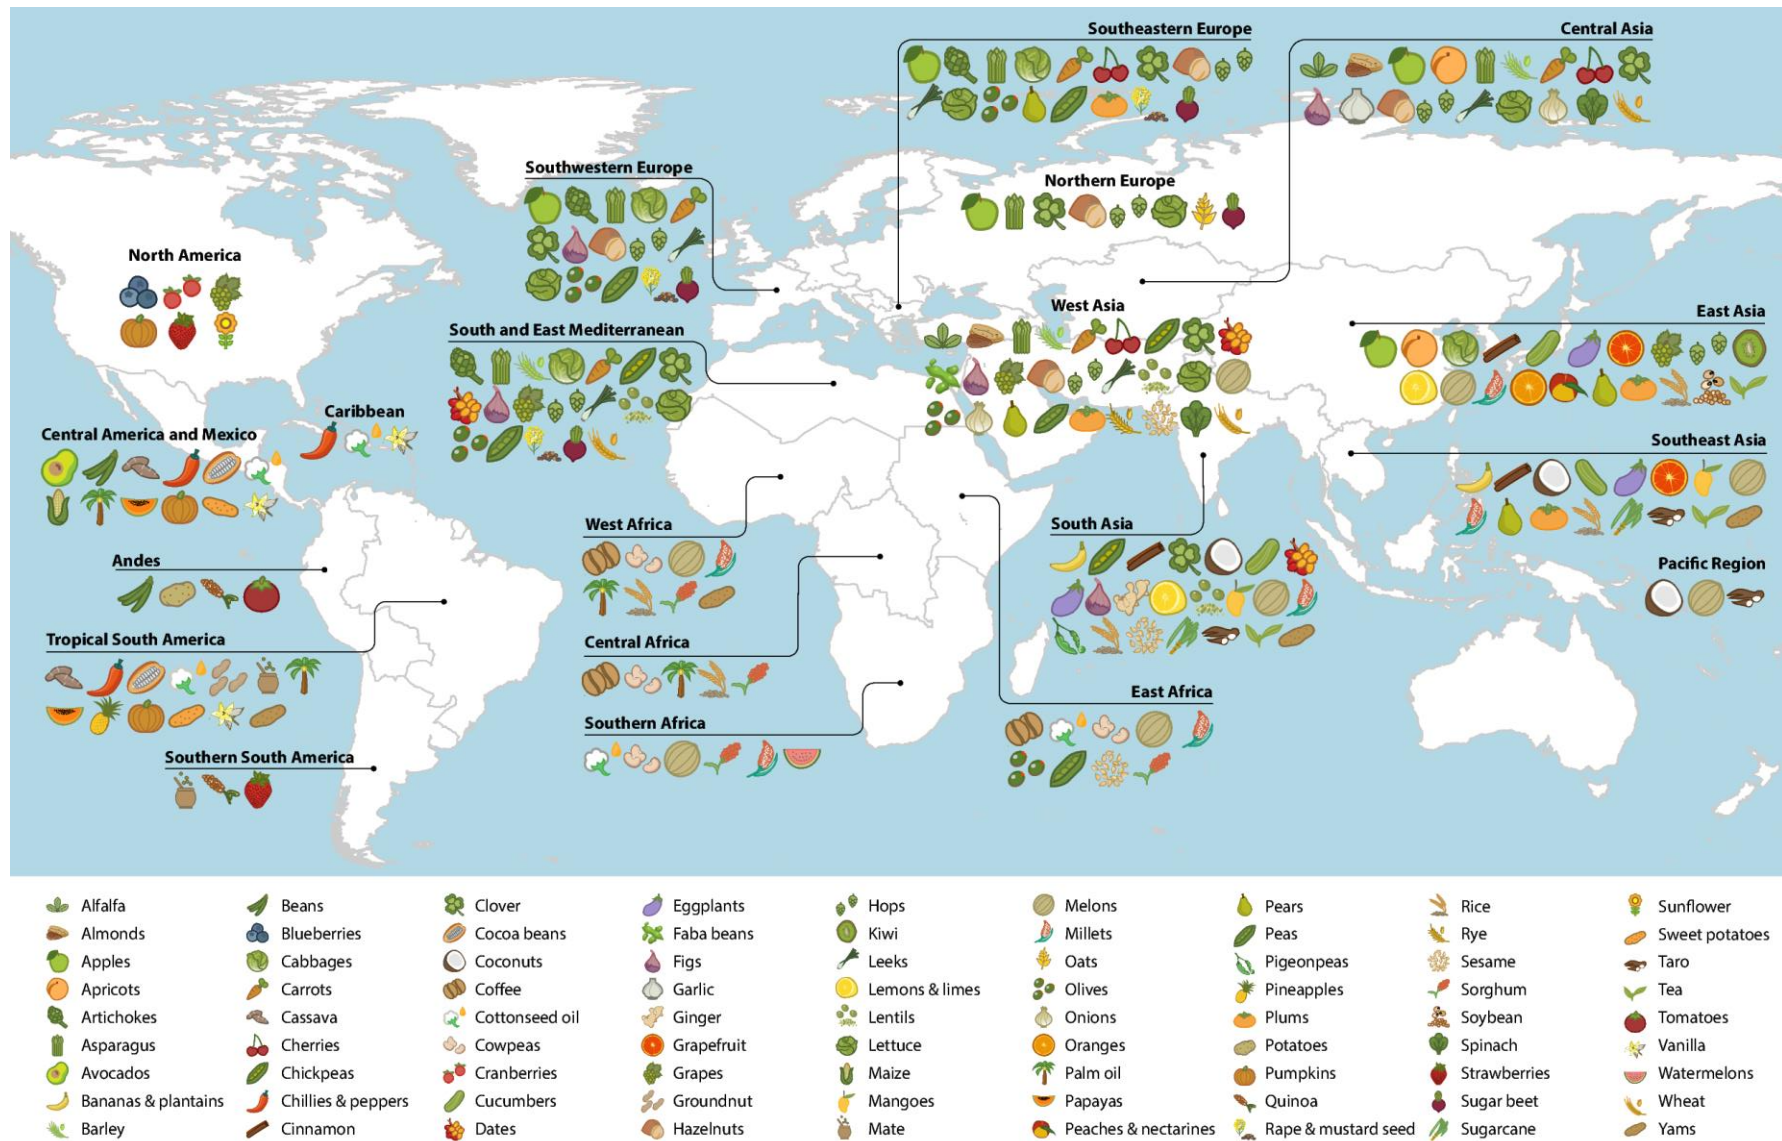 Southeastern Europe
Central Asia
Southwestern Europe
Northern Europe
North America
West Asia
East Asia
South and East Mediterranean
Caribbean
Central America and Mexico
Southeast Asia
West Africa
South Asia
Andes
Pacific Region
Tropical South America
Central Africa
East Africa
Southern Africa
Southern South America
Alfalfa
Almonds
Apples
Apricots
Artichokes
Asparagus
Avocados
Bananas & plantains
Barley
Beans
Blueberries
Cabbages
Carrots
Cassava
Cherries
Chickpeas
Chillies & peppers
Cinnamon
Clover
Cocoa beans
Coconuts
Coffee
Cottonseed oil
Cowpeas
Cranberries
Cucumbers
Dates
Eggplants
Faba beans
Figs
Garlic
Ginger
Grapefruit
Grapes
Groundnut
Hazelnuts
Hops
Kiwi
Leeks
Lemons & limes
Lentils
Lettuce
Maize
Mangoes
Mate
Melons
Millets
Oats
Olives
Onions
Oranges
Palm oil
Papayas
Peaches & nectarines
Pears
Peas
Pigeonpeas
Pineapples
Plums
Potatoes
Pumpkins
Quinoa
Rape & mustard seed
Rice
Rye
Sesame
Sorghum
Soybean
Spinach
Strawberries
Sugar beet
Sugarcane
Sunflower
Sweet potatoes
Taro
Tea
Tomatoes
Vanilla
Watermelons
Wheat
Yams